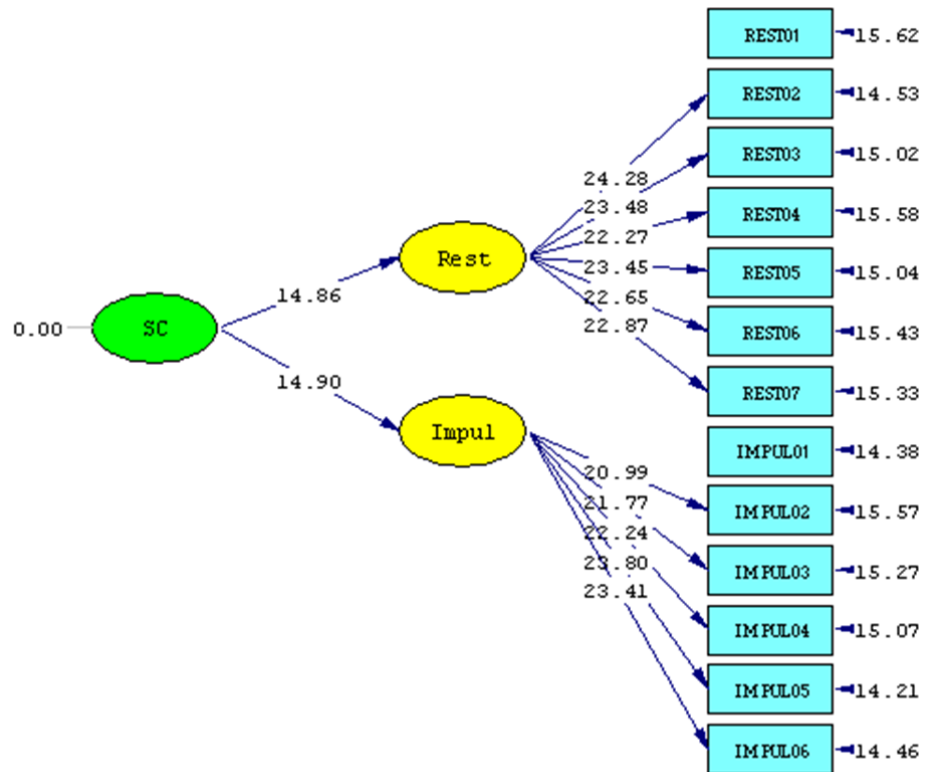 REST01 15.62
REST02 14.53
REST03 15.02
REST04 15.58
REST05 15.04
REST06 15.43
REST07 15.33
IMPUL01 14.38
IMPUL02 15.57
IMPUL03 15.27
IMPUL04 15.07
IMPUL05 14.21
IMPUL06 14.46
24.28
23.48
22.27
23.45
22.65
22.87
Rest
14.86
0.00 SC
14.90
Impul
20.99
21.77
22.24
23.80
23.41